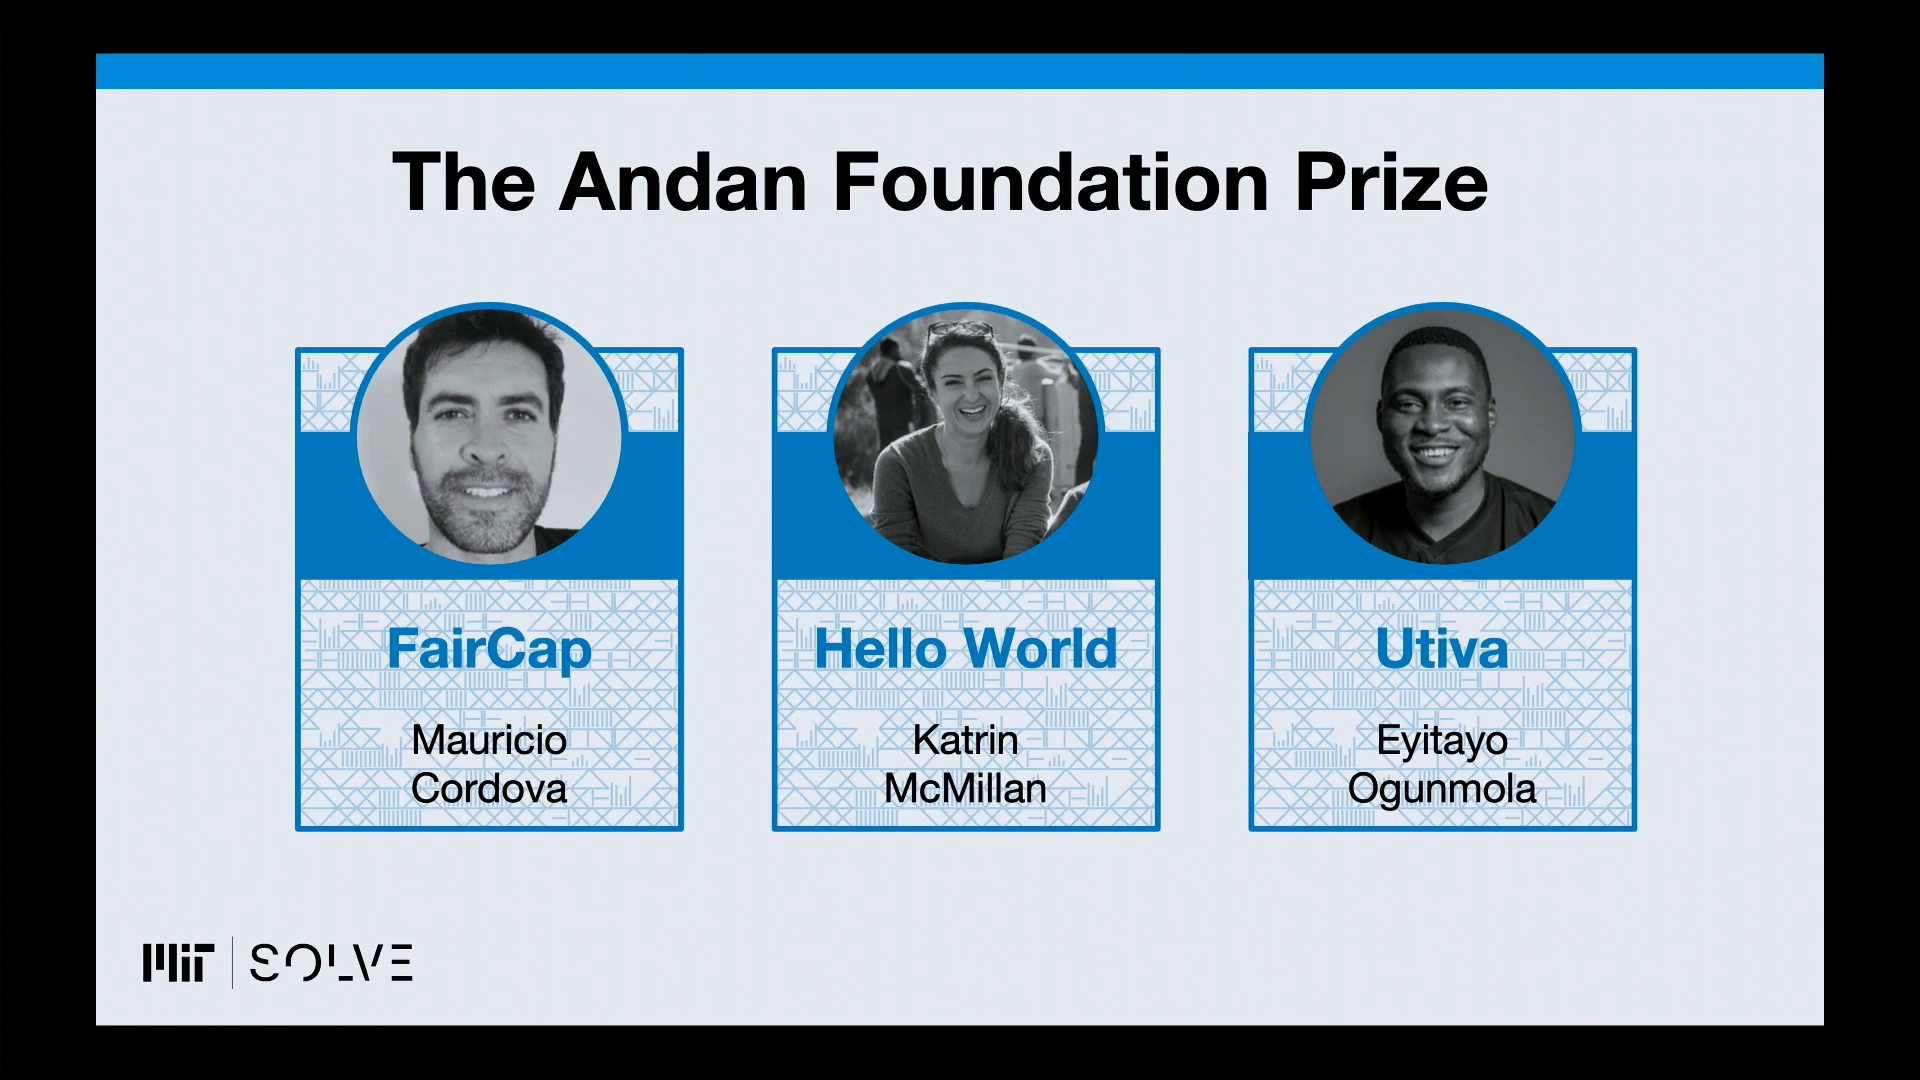 The Andan Foundation Prize
FairCap
Mauricio
Cordova
Hello World
Katrin
McMillan
Utiva
Eyitayo
Ogunmola
MIT SOLVE